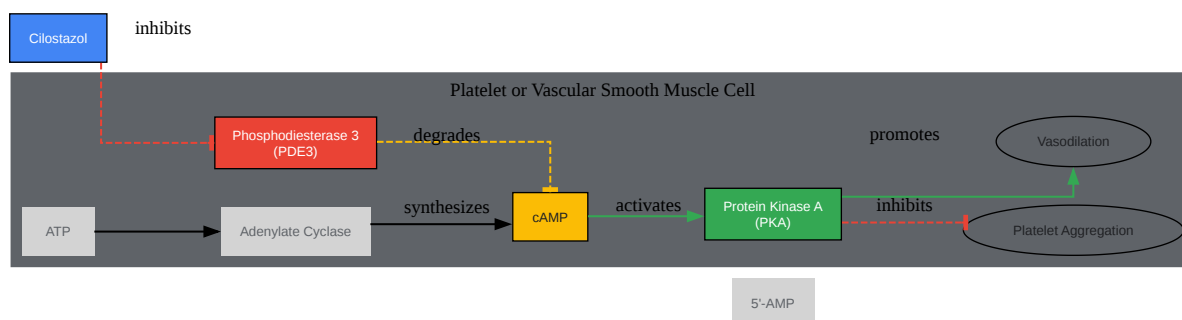 Cilostazol
inhibits
Platelet or Vascular Smooth Muscle Cell
Phosphodiesterase 3
(PDE3)
degrades
promotes
Vasodilation
ATP
Adenylate Cyclase
synthesizes
cAMP
activates
Protein Kinase A
(PKA)
inhibits
Platelet Aggregation
5'-AMP